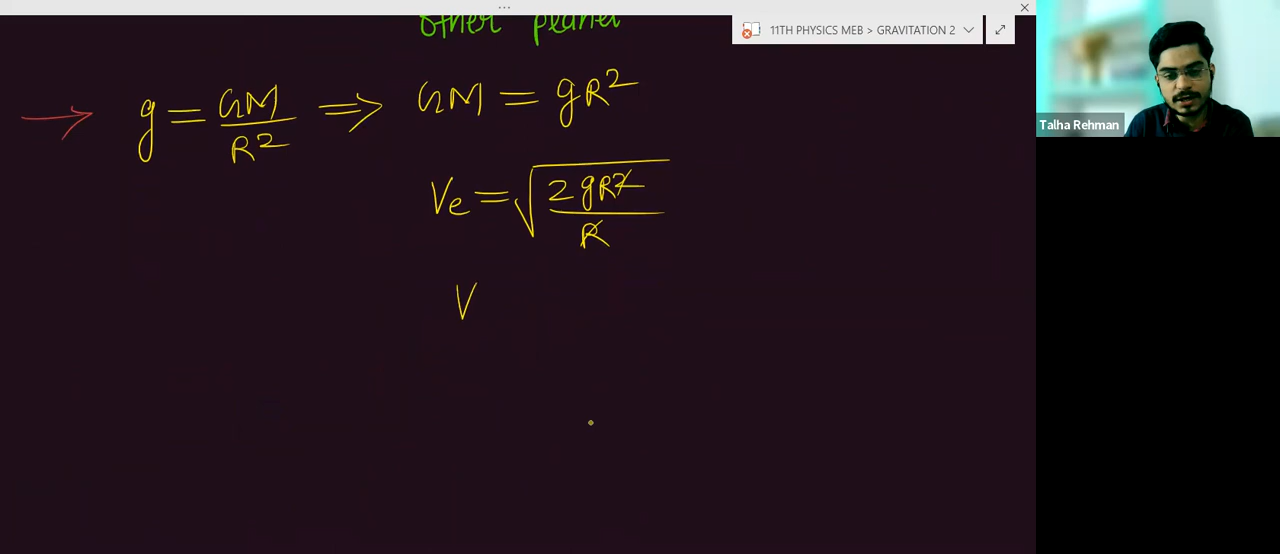 other planet
11TH PHYSICS MEB > GRAVITATION 2
Talha Rehman
→ g = GM/R² ⇒ GM = gR²
Ve = √(2gR²/R)
V